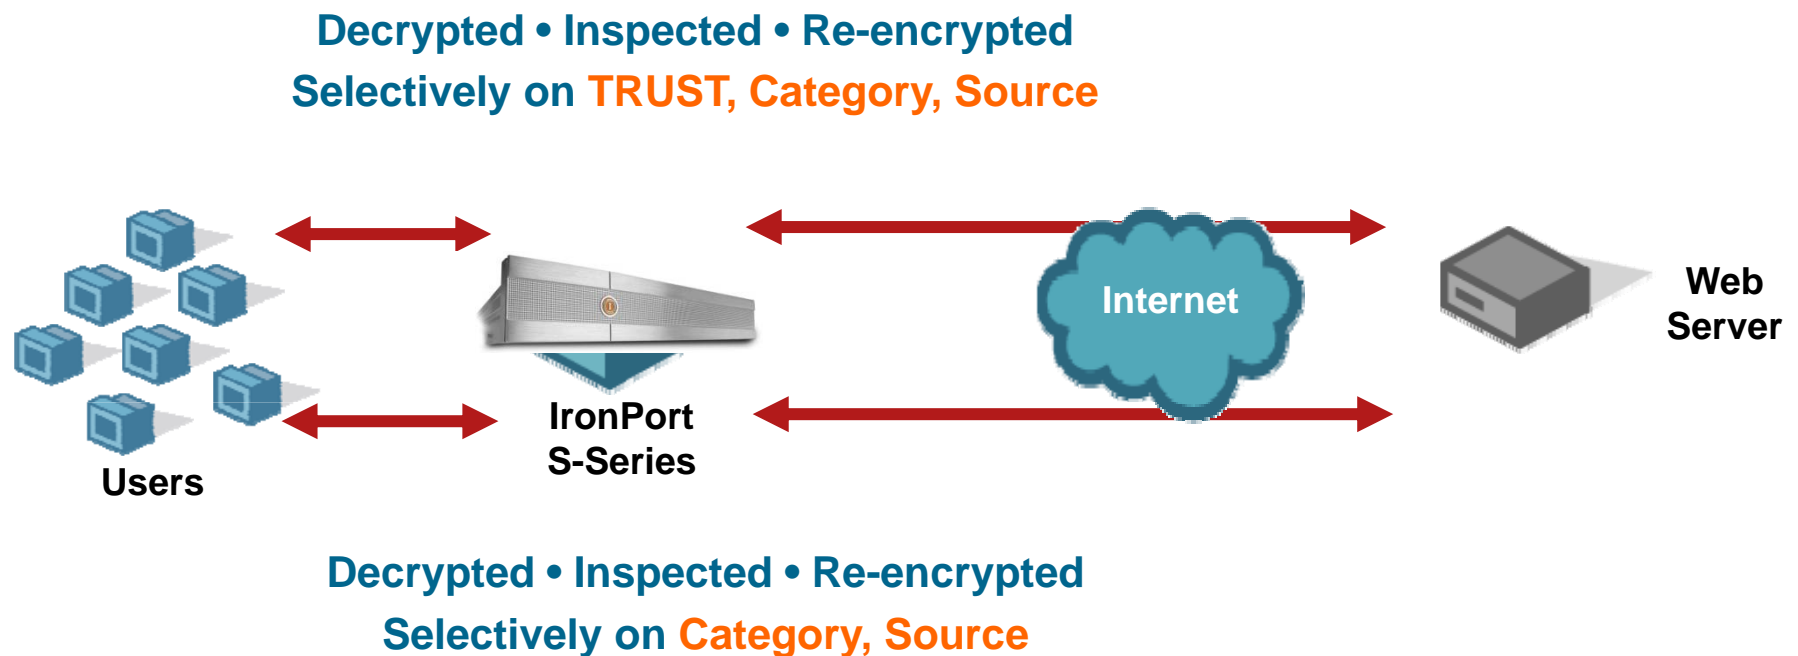 Decrypted • Inspected • Re-encrypted
Selectively on TRUST, Category, Source
Internet
Web
Server
IronPort
S-Series
Users
Decrypted • Inspected • Re-encrypted
Selectively on Category, Source